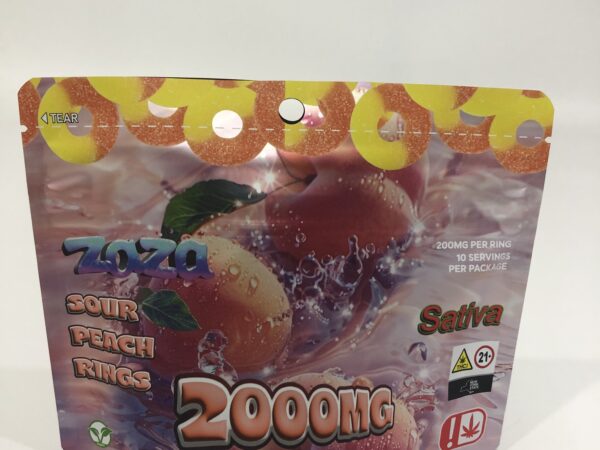 TEAR
zoza
200MG PER RING
10 SERVINGS
PER PACKAGE
SOUR
PEACH
RINGS
Sativa
21+
2000MG